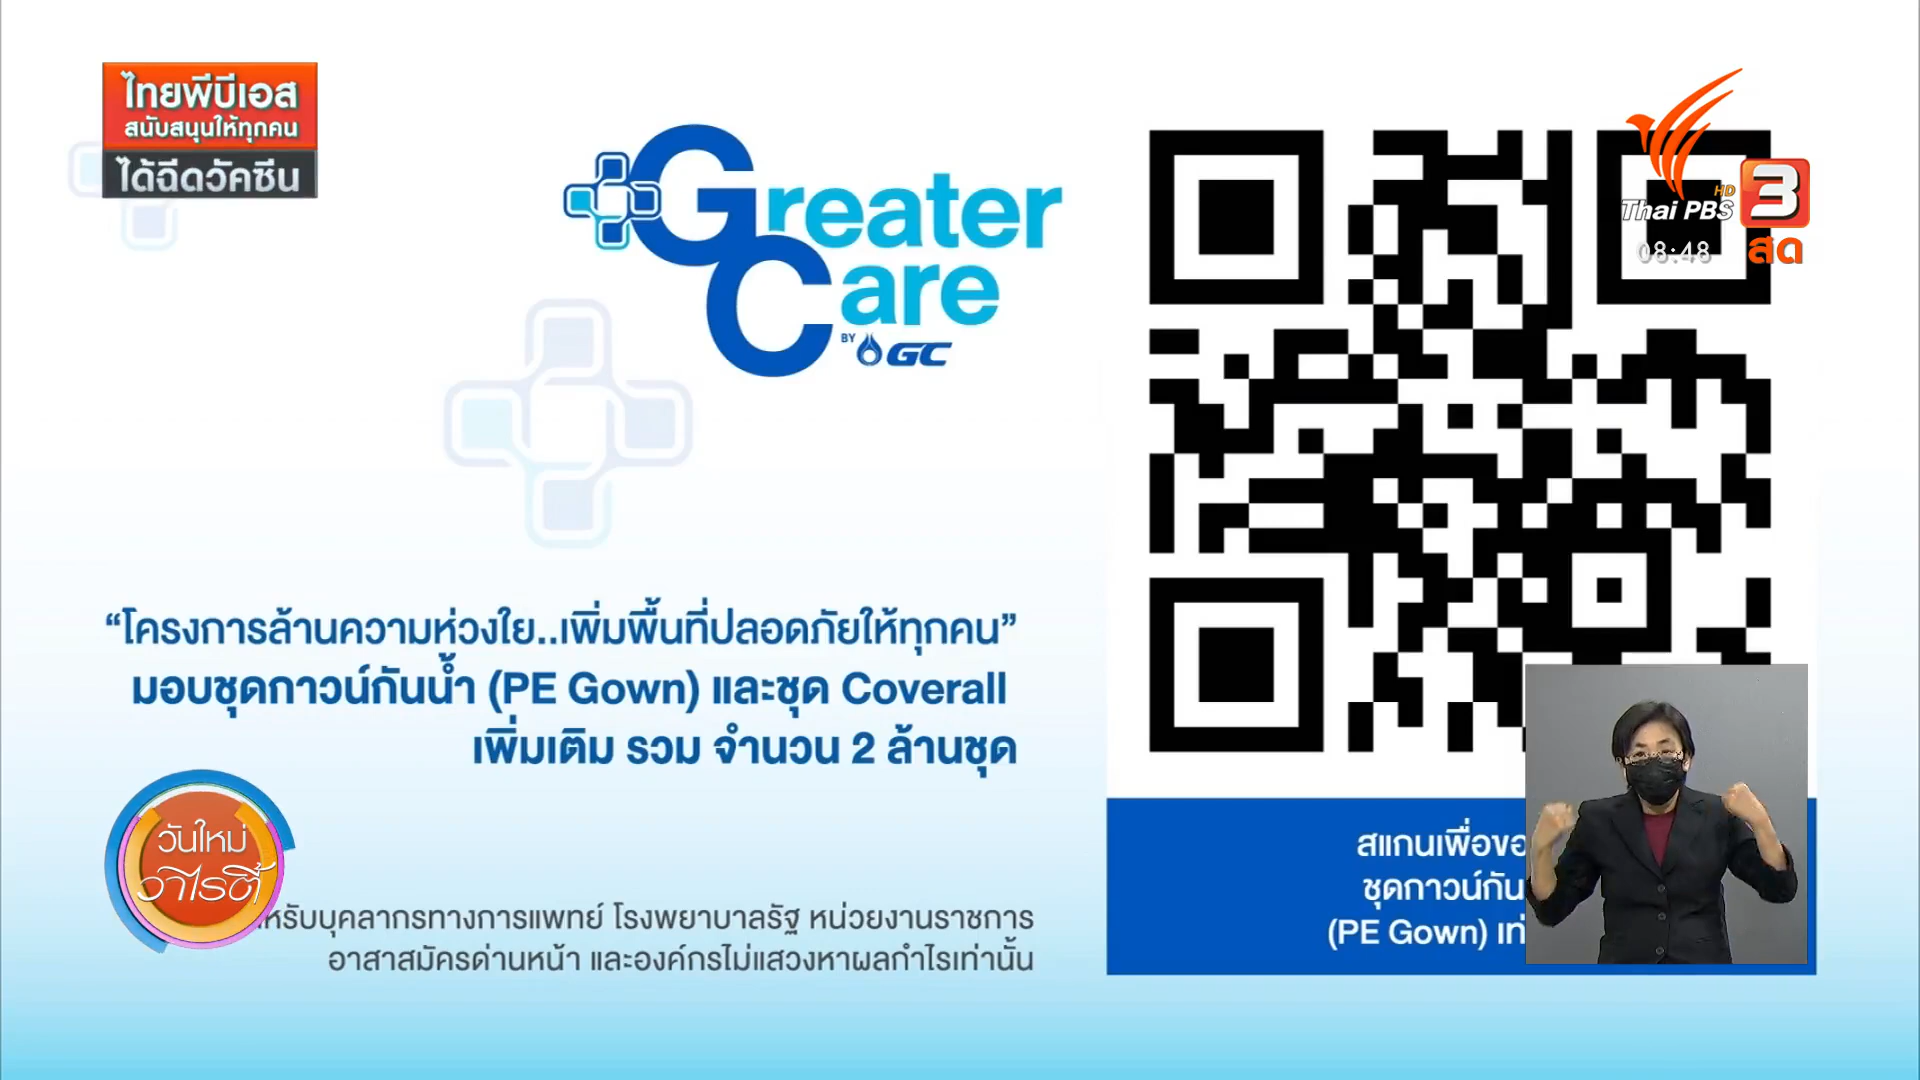 ไทยพีบีเอส
สนับสนุนให้ทุกคน
ได้ฉีดวัคซีน
Greater
Care
BY GC
HD
Thai PBS 3
08:48 สด
“โครงการล้านความห่วงใย..เพิ่มพื้นที่ปลอดภัยให้ทุกคน”
มอบชุดกาวน์กันน้ำ (PE Gown) และชุด Coverall
เพิ่มเติม รวม จำนวน 2 ล้านชุด
วันใหม่
วาไรตี้
หรับบุคลากรทางการแพทย์ โรงพยาบาลรัฐ หน่วยงานราชการ
อาสาสมัครด่านหน้า และองค์กรไม่แสวงหาผลกำไรเท่านั้น
สแกนเพื่อขอ
ชุดกาวน์กัน
(PE Gown)